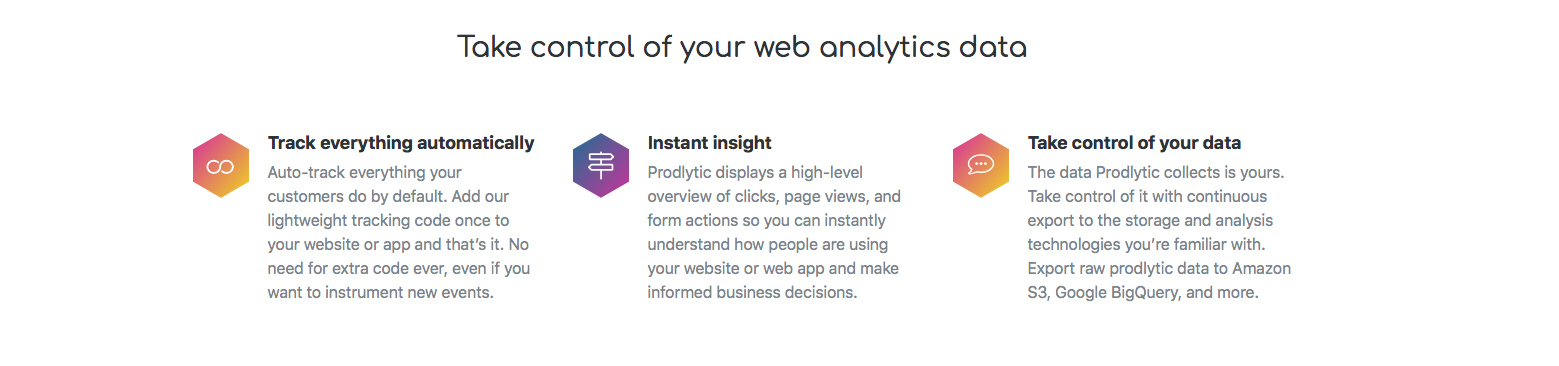 Take control of your web analytics data
Track everything automatically
Auto-track everything your
customers do by default. Add our
lightweight tracking code once to
your website or app and that’s it. No
need for extra code ever, even if you
want to instrument new events.
Instant insight
Prodlytic displays a high-level
overview of clicks, page views, and
form actions so you can instantly
understand how people are using
your website or web app and make
informed business decisions.
Take control of your data
The data Prodlytic collects is yours.
Take control of it with continuous
export to the storage and analysis
technologies you’re familiar with.
Export raw prodlytic data to Amazon
S3, Google BigQuery, and more.